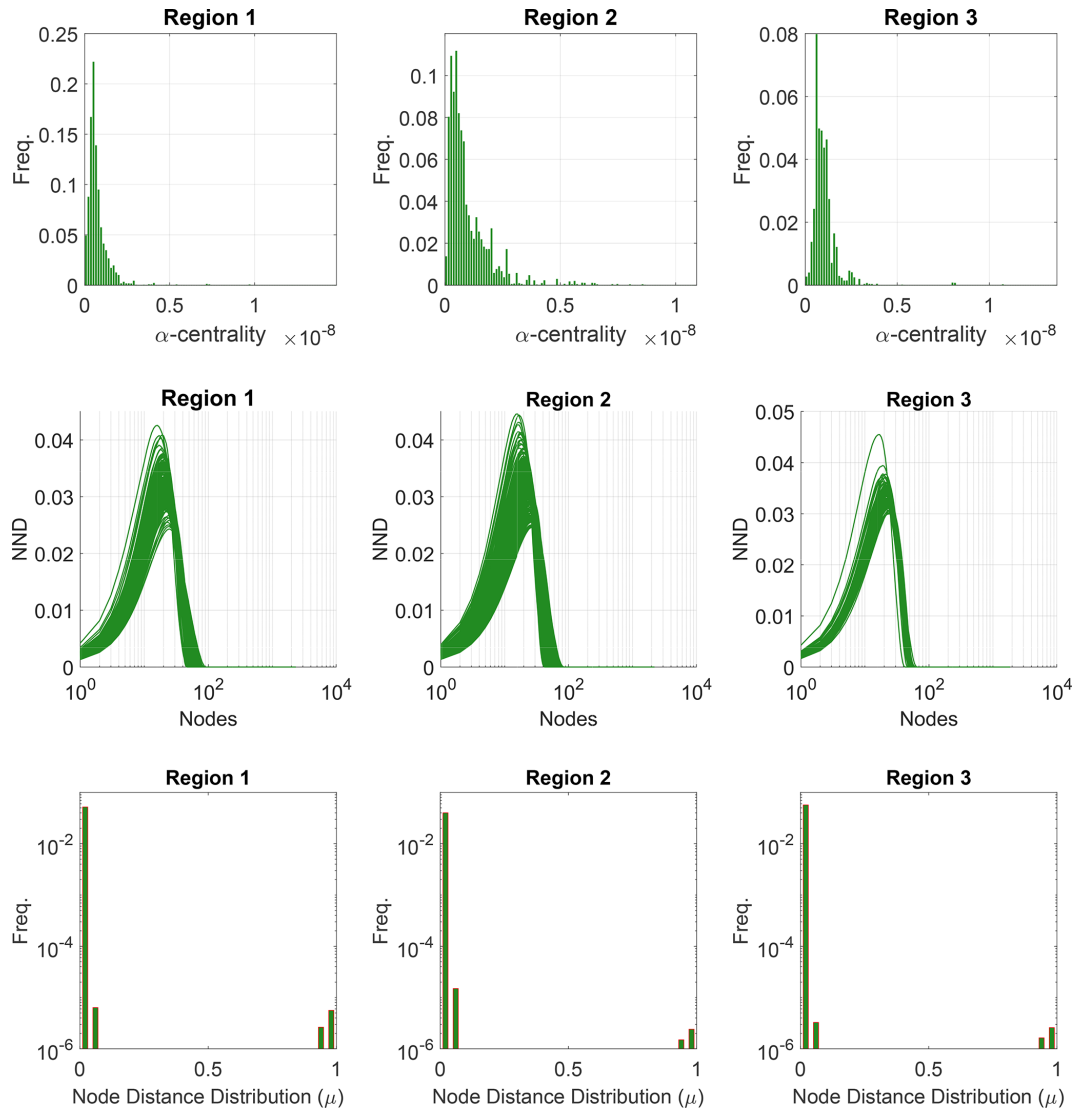 Region 1
Region 2
Region 3
0.25
0.2
0.15
0.1
0.05
0
Freq.
0 0.5 1
α-centrality ×10-8
0.1
0.08
0.06
0.04
0.02
0
Freq.
0 0.5 1
α-centrality ×10-8
0.08
0.06
0.04
0.02
0
Freq.
0 0.5 1
α-centrality ×10-8
Region 1
Region 2
Region 3
0.04
0.03
0.02
0.01
0
NND
10^0 10^2 10^4
Nodes
0.04
0.03
0.02
0.01
0
NND
10^0 10^2 10^4
Nodes
0.05
0.04
0.03
0.02
0.01
0
NND
10^0 10^2 10^4
Nodes
Region 1
Region 2
Region 3
10^-2
10^-4
10^-6
Freq.
0 0.5 1
Node Distance Distribution (μ)
10^-2
10^-4
10^-6
Freq.
0 0.5 1
Node Distance Distribution (μ)
10^-2
10^-4
10^-6
Freq.
0 0.5 1
Node Distance Distribution (μ)